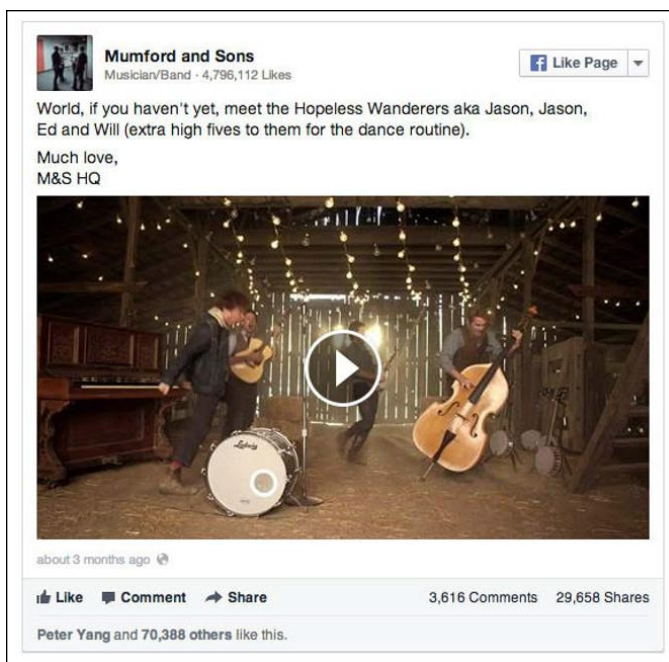 Mumford and Sons
Musician/Band · 4,796,112 Likes
Like Page
World, if you haven't yet, meet the Hopeless Wanderers aka Jason, Jason,
Ed and Will (extra high fives to them for the dance routine).
Much love,
M&S HQ
Ludwig
about 3 months ago
Like Comment Share 3,616 Comments 29,658 Shares
Peter Yang and 70,388 others like this.